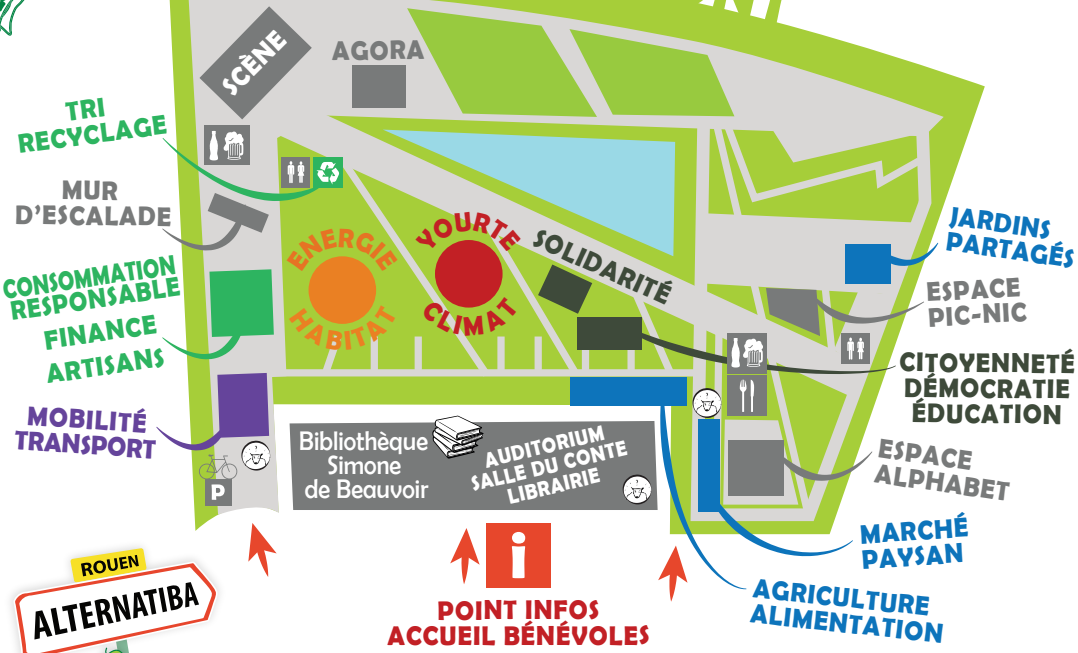 SCÈNE
AGORA
TRI
RECYCLAGE
MUR
D'ESCALADE
CONSOMMATION
RESPONSABLE
FINANCE
ARTISANS
MOBILITÉ
TRANSPORT
P
ENERGIE
HABITAT
YOURTE
CLIMAT
SOLIDARITÉ
JARDINS
PARTAGÉS
ESPACE
PIC-NIC
CITOYENNETÉ
DÉMOCRATIE
ÉDUCATION
ESPACE
ALPHABET
MARCHÉ
PAYSAN
AGRICULTURE
ALIMENTATION
Bibliothèque
Simone
de Beauvoir
AUDITORIUM
SALLE DU CONTE
LIBRAIRIE
i
POINT INFOS
ACCUEIL BÉNÉVOLES
ROUEN
ALTERNATIBA